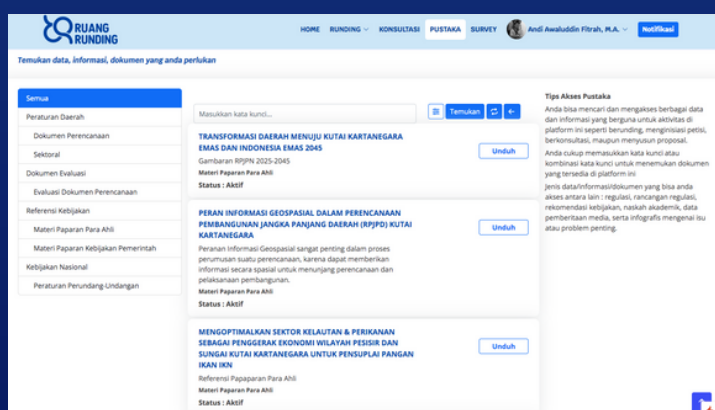 RUANG
RUNDING
HOME RUNDING KONSULTASI PUSTAKA SURVEY Andi Awaluddin Fitrah, M.A. Notifikasi
Temukan data, informasi, dokumen yang anda perlukan
Semua
Peraturan Daerah
Dokumen Perencanaan
Sektoral
Dokumen Evaluasi
Evaluasi Dokumen Perencanaan
Referensi Kebijakan
Materi Paparan Para Ahli
Materi Paparan Kebijakan Pemerintah
Kebijakan Nasional
Peraturan Perundang-Undangan
Masukkan kata kunci...
Temukan
TRANSFORMASI DAERAH MENUJU KUTAI KARTANEGARA
EMAS DAN INDONESIA EMAS 2045
Gambaran RPJPN 2025-2045
Materi Paparan Para Ahli
Status : Aktif
Unduh
PERAN INFORMASI GEOSPASIAL DALAM PERENCANAAN
PEMBANGUNAN JANGKA PANJANG DAERAH (RPJPD) KUTAI
KARTANEGARA
Peranan Informasi Geospasial sangat penting dalam proses
perumusan suatu perencanaan, karena dapat memberikan
informasi secara spasial untuk menunjang perencanaan dan
pelaksanaan pembangunan.
Materi Paparan Para Ahli
Status : Aktif
Unduh
MENGOPTIMALKAN SEKTOR KELAUTAN & PERIKANAN
SEBAGAI PENGGERAK EKONOMI WILAYAH PESISIR DAN
SUNGAI KUTAI KARTANEGARA UNTUK PENSUPLAI PANGAN
IKAN IKN
Referensi Papaparan Para Ahli
Materi Paparan Para Ahli
Status : Aktif
Unduh
Tips Akses Pustaka
Anda bisa mencari dan mengakses berbagai data
dan informasi yang berguna untuk aktivitas di
platform ini seperti berunding, menginisiasi petisi,
berkonsultasi, maupun menyusun proposal.
Anda cukup memasukkan kata kunci atau
kombinasi kata kunci untuk menemukan dokumen
yang tersedia di platform ini
Jenis data/informasi/dokumen yang bisa anda
akses antara lain : regulasi, rancangan regulasi,
rekomendasi kebijakan, naskah akademik, data
pemberitaan media, serta infografis mengenai isu
atau problem penting.